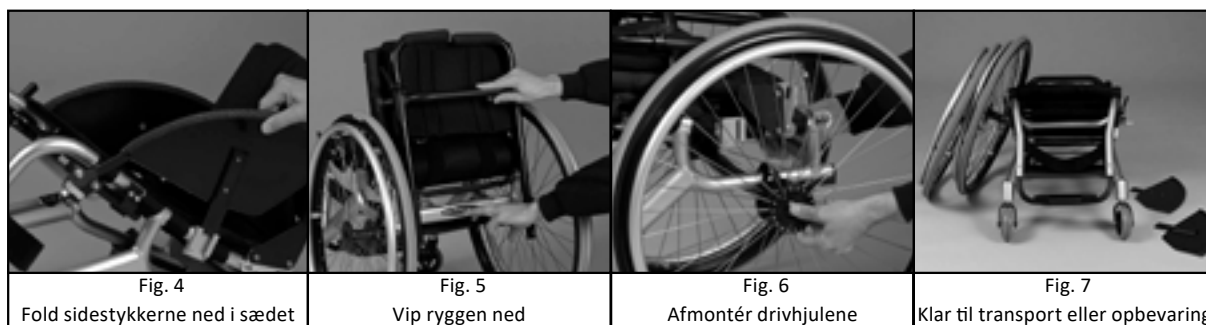 Fig. 4
Fold sidestykkerne ned i sædet
Fig. 5
Vip ryggen ned
Fig. 6
Afmontér drivhjulene
Fig. 7
Klar til transport eller opbevaring